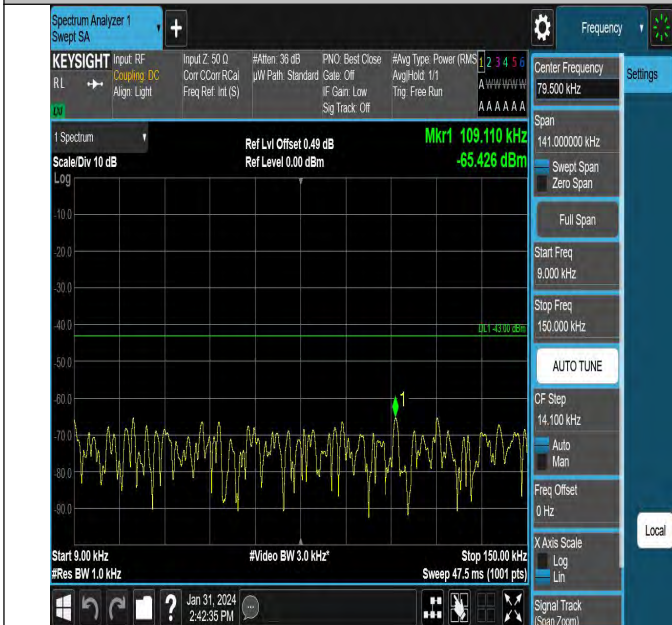 Spectrum Analyzer 1
Swept SA
+
Frequency
KEYSIGHT
RL
Input: RF
Coupling: DC
Align: Light
Input Z: 50 Ω
Corr CCorr RCal
Freq Ref: Int (S)
#Atten: 36 dB
µW Path: Standard
PNO: Best Close
Gate: Off
IF Gain: Low
Sig Track: Off
#Avg Type: Power (RMS
Avg|Hold: 1/1
Trig: Free Run
1 2 3 4 5 6
A W W W W W
A A A A A A
1 Spectrum
Scale/Div 10 dB
Ref Lvl Offset 0.49 dB
Ref Level 0.00 dBm
Mkr1 109.110 kHz
-65.426 dBm
Log
-10.0
-20.0
-30.0
-40.0
DL1 -43.00 dBm
-50.0
-60.0
1
-70.0
-80.0
-90.0
Start 9.00 kHz
#Video BW 3.0 kHz*
Stop 150.00 kHz
#Res BW 1.0 kHz
Sweep 47.5 ms (1001 pts)
?
Jan 31, 2024
2:42:35 PM
Center Frequency
79.500 kHz
Settings
Span
141.000000 kHz
Swept Span
Zero Span
Full Span
Start Freq
9.000 kHz
Stop Freq
150.000 kHz
AUTO TUNE
CF Step
14.100 kHz
Auto
Man
Freq Offset
0 Hz
Local
X Axis Scale
Log
Lin
Signal Track
(Span Zoom)